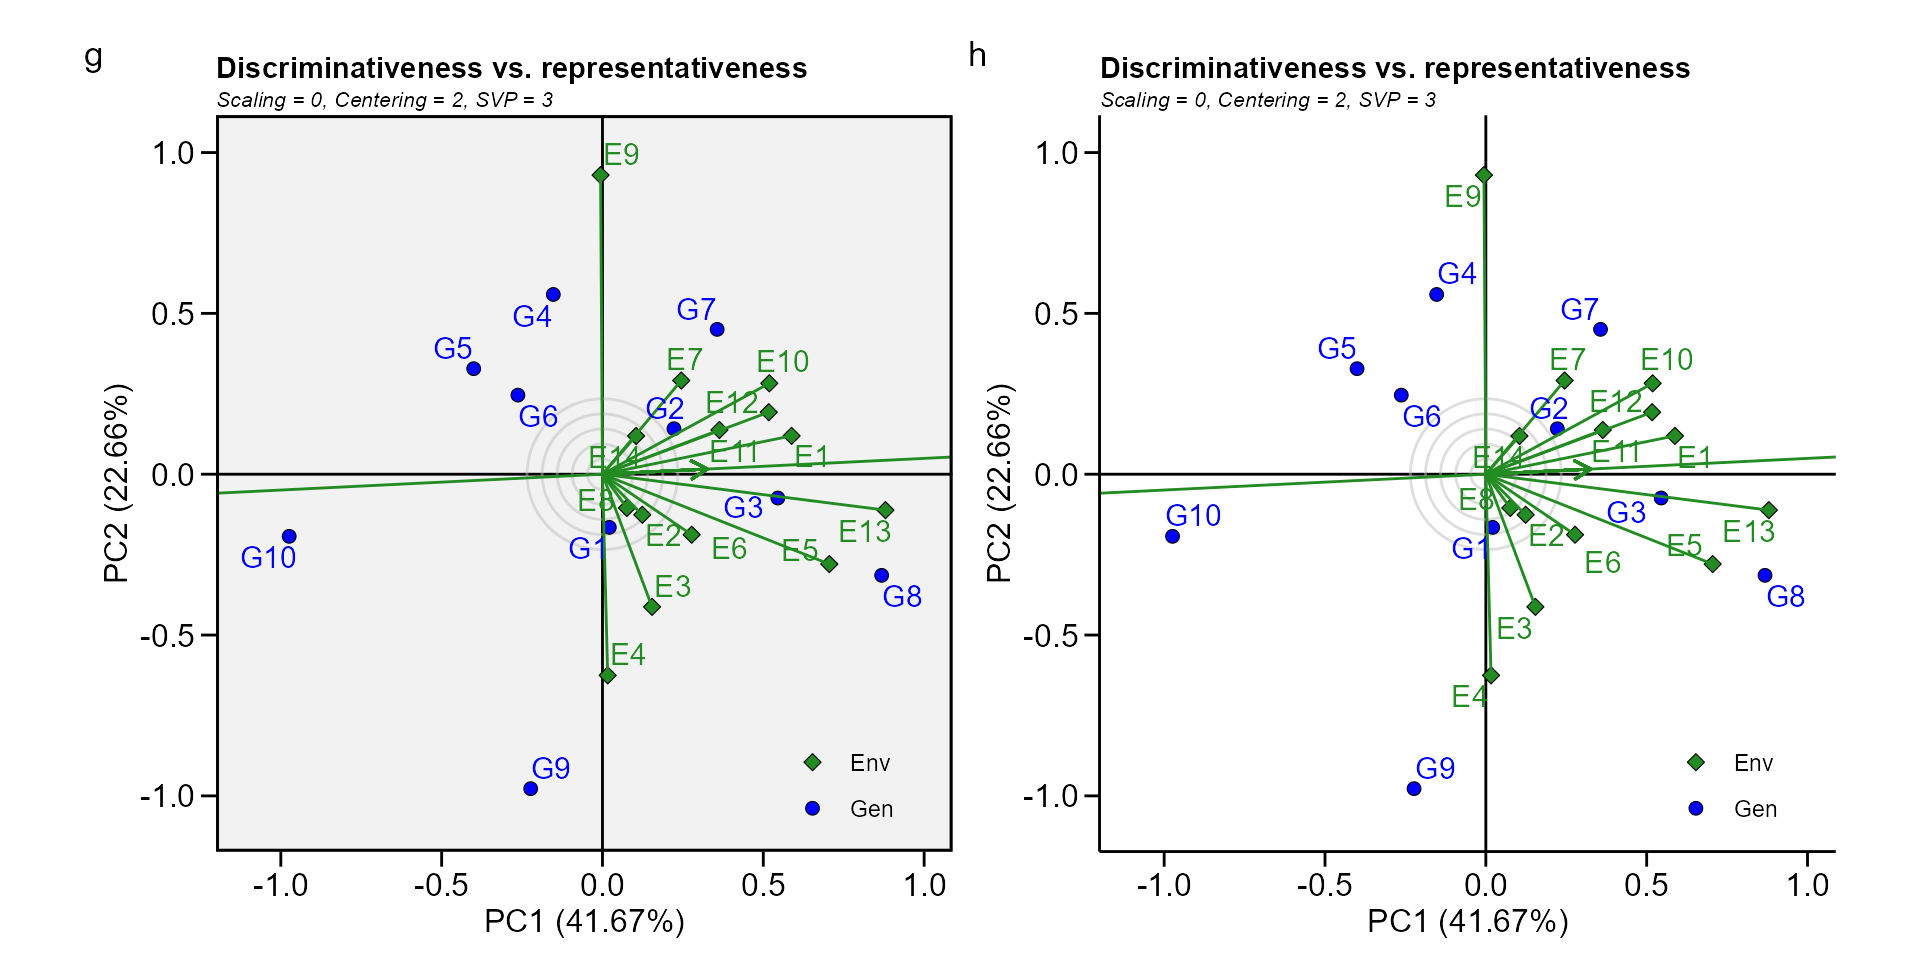 g
Discriminativeness vs. representativeness
Scaling = 0, Centering = 2, SVP = 3
PC2 (22.66%)
1.0
0.5
0.0
-0.5
-1.0
E9
G4
G7
G5
E7
E10
G6
G2
E12
E14
E11
E1
E8
G3
G10
G1
E2
E6
E5
E13
E3
G8
E4
G9
Env
Gen
-1.0 -0.5 0.0 0.5 1.0
PC1 (41.67%)
h
Discriminativeness vs. representativeness
Scaling = 0, Centering = 2, SVP = 3
PC2 (22.66%)
1.0
0.5
0.0
-0.5
-1.0
E9
G4
G7
G5
E7
E10
G6
G2
E12
E14
E11
E1
E8
G3
G10
G1
E2
E6
E5
E13
E3
G8
E4
G9
Env
Gen
-1.0 -0.5 0.0 0.5 1.0
PC1 (41.67%)